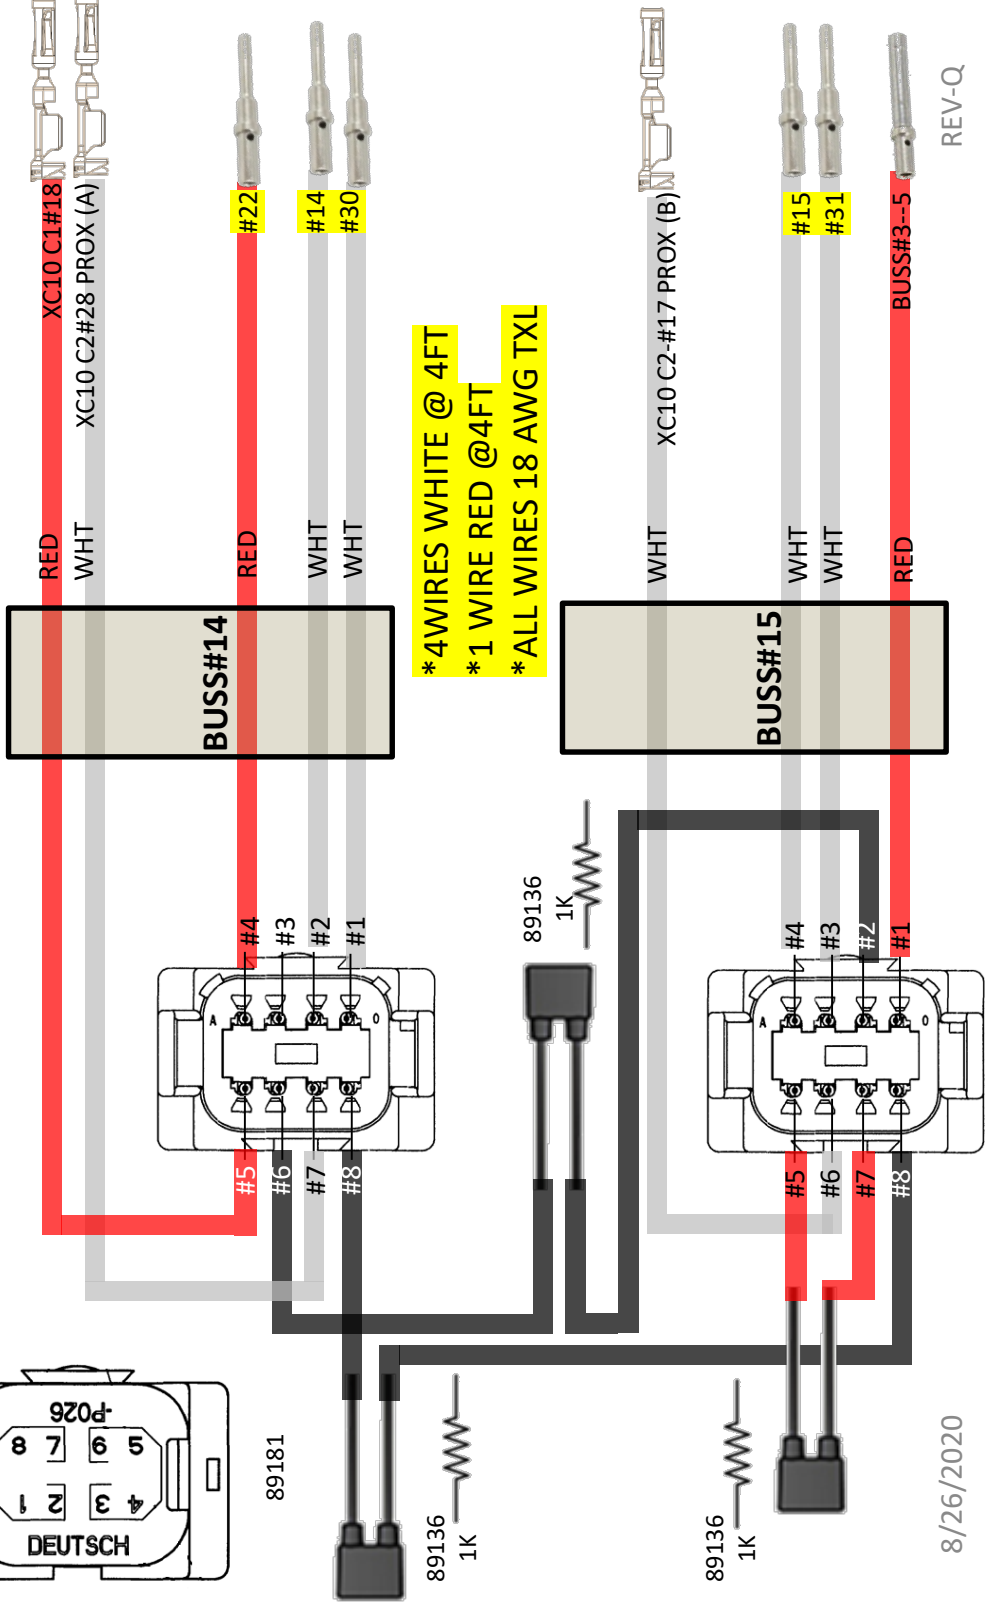 XC10 C1#18
XC10 C2#28 PROX (A)
#22
#14
#30
XC10 C2-#17 PROX (B)
#15
#31
BUSS#3--5
REV-Q
RED
WHT
RED
WHT
WHT
*4WIRES WHITE @ 4FT
*1 WIRE RED @4FT
*ALL WIRES 18 AWG TXL
WHT
WHT
WHT
RED
BUSS#14
BUSS#15
#4
#3
#2
#1
89136
1K
#4
#3
#2
#1
A
O
A
O
#5
#6
#7
#8
#5
#6
#7
#8
-P026
8 7 6 5
1 2 3 4
DEUTSCH
89181
89136
1K
89136
1K
8/26/2020